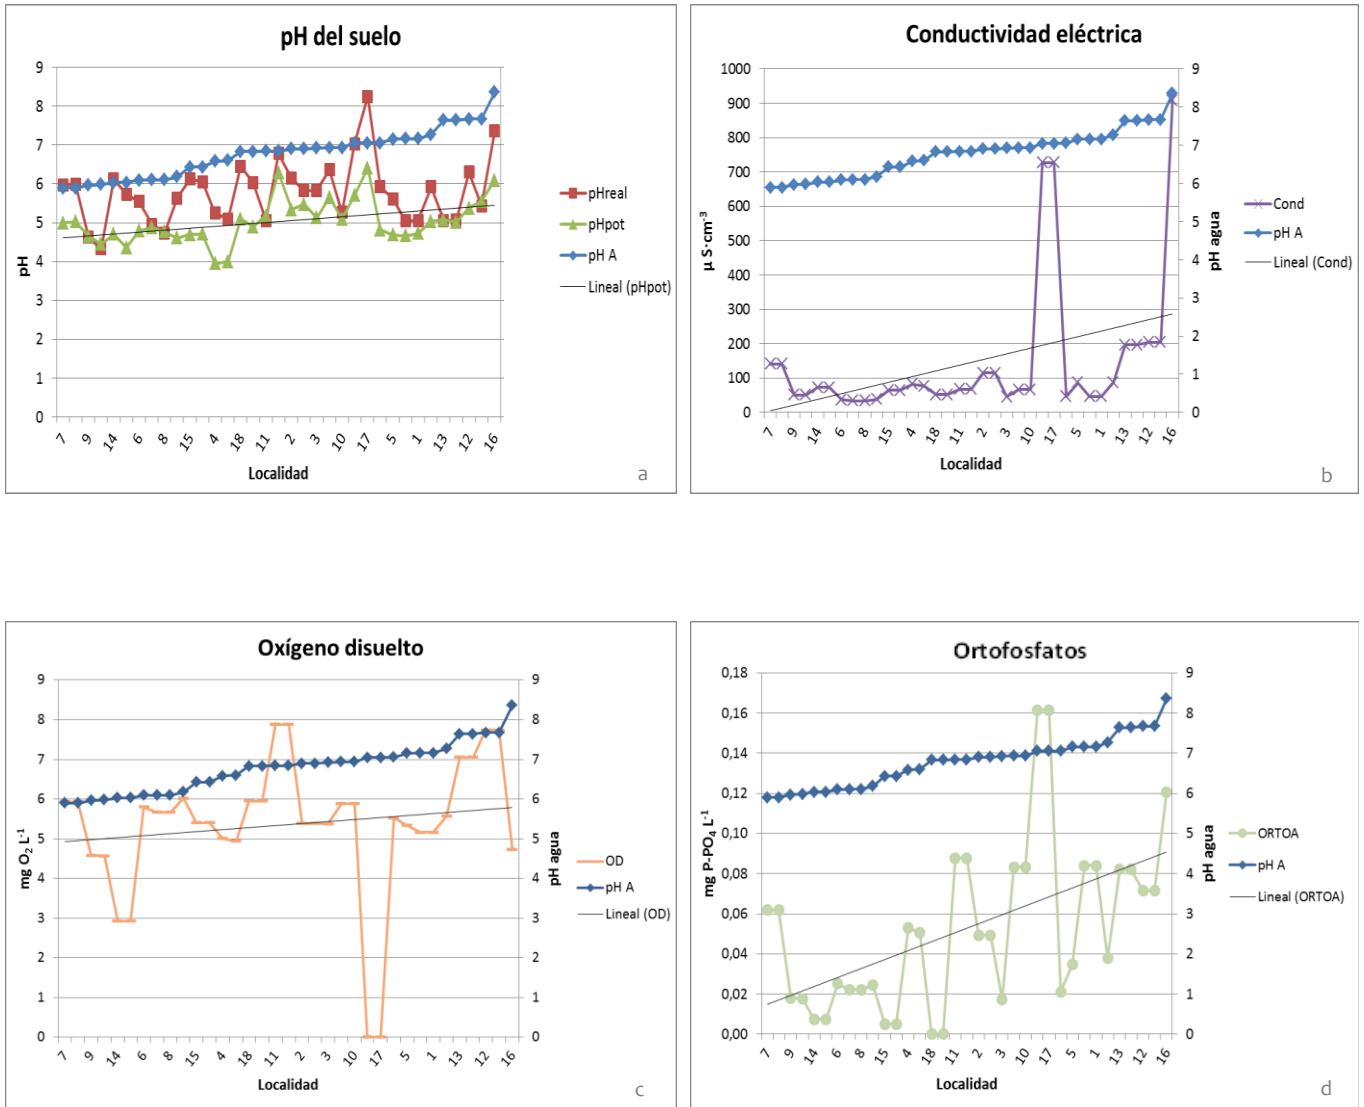 pH del suelo
9
8
7
6
5
4
3
2
1
0
pH
7 9 14 6 8 15 4 18 11 2 3 10 17 5 1 13 12 16
Localidad
pHreal
pHpot
pH A
Lineal (pHpot)
a
Conductividad eléctrica
1000
900
800
700
600
500
400
300
200
100
0
µ S·cm⁻³
9
8
7
6
5
4
3
2
1
0
pH agua
7 9 14 6 8 15 4 18 11 2 3 10 17 5 1 13 12 16
Localidad
Cond
pH A
Lineal (Cond)
b
Oxígeno disuelto
9
8
7
6
5
4
3
2
1
0
mg O₂ L⁻¹
9
8
7
6
5
4
3
2
1
0
pH agua
7 9 14 6 8 15 4 18 11 2 3 10 17 5 1 13 12 16
Localidad
OD
pH A
Lineal (OD)
c
Ortofosfatos
0,18
0,16
0,14
0,12
0,10
0,08
0,06
0,04
0,02
0,00
mg P-PO₄ L⁻¹
9
8
7
6
5
4
3
2
1
0
pH agua
7 9 14 6 8 15 4 18 11 2 3 10 17 5 1 13 12 16
Localidad
ORTOA
pH A
Lineal (ORTOA)
d